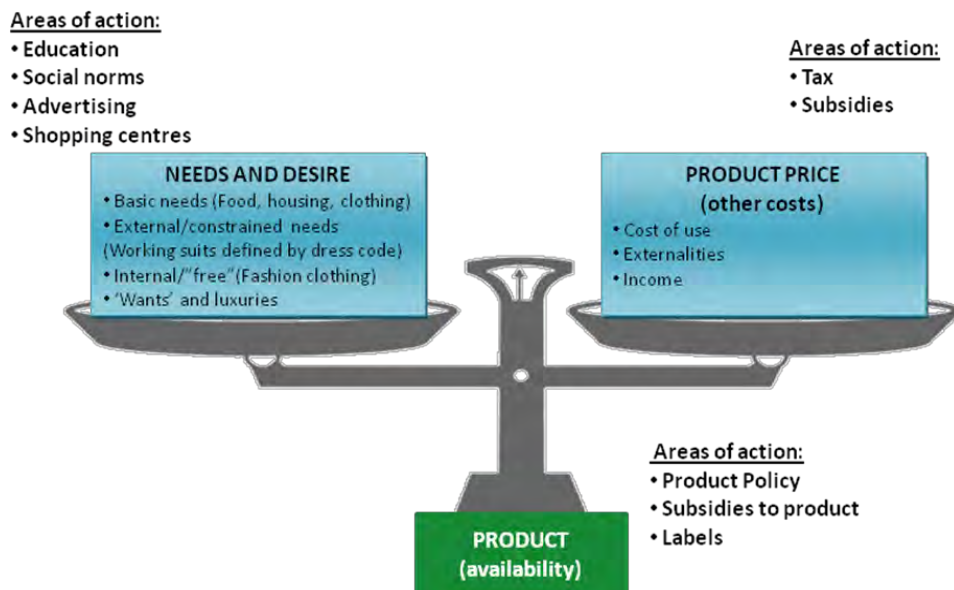 Areas of action:
• Education
• Social norms
• Advertising
• Shopping centres
Areas of action:
• Tax
• Subsidies
NEEDS AND DESIRE
• Basic needs (Food, housing, clothing)
• External/constrained needs
(Working suits defined by dress code)
• Internal/"free"(Fashion clothing)
• 'Wants' and luxuries
PRODUCT PRICE
(other costs)
• Cost of use
• Externalities
• Income
Areas of action:
• Product Policy
• Subsidies to product
• Labels
PRODUCT
(availability)